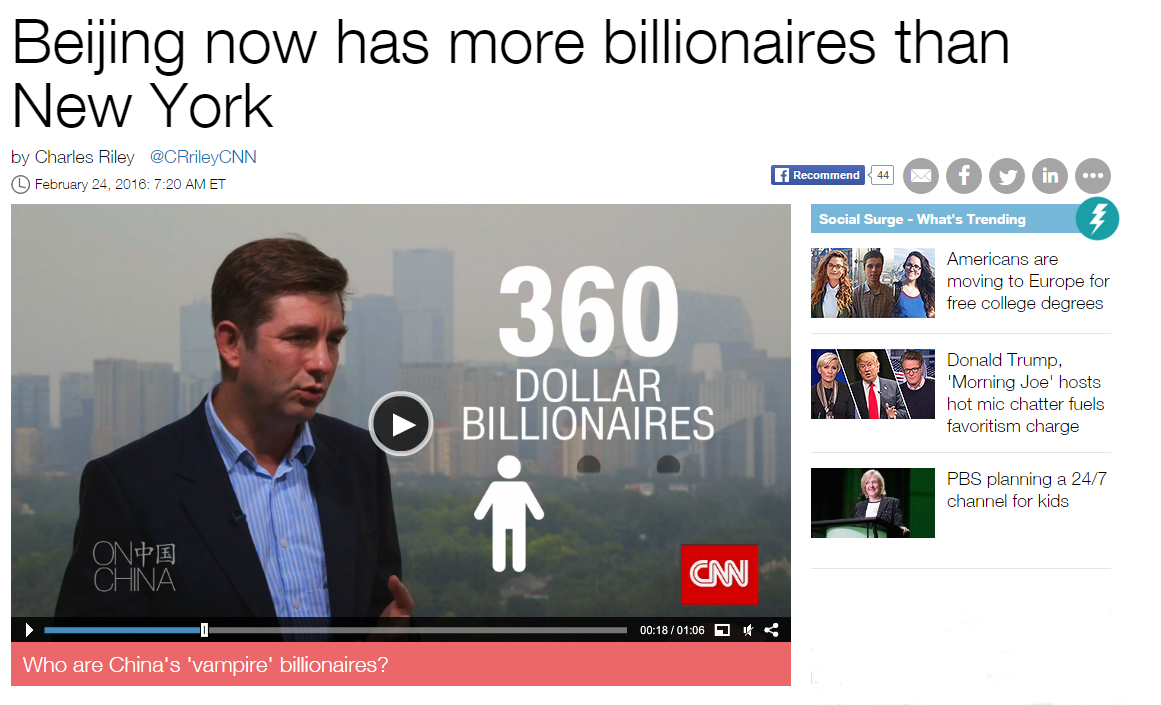 Beijing now has more billionaires than
New York
by Charles Riley @CRrileyCNN
February 24, 2016: 7:20 AM ET
Recommend 44
360
DOLLAR
BILLIONAIRES
ON中国
CHINA
CNN
00:18 / 01:06
Who are China's 'vampire' billionaires?
Social Surge - What's Trending
Americans are
moving to Europe for
free college degrees
Donald Trump,
'Morning Joe' hosts
hot mic chatter fuels
favoritism charge
PBS planning a 24/7
channel for kids